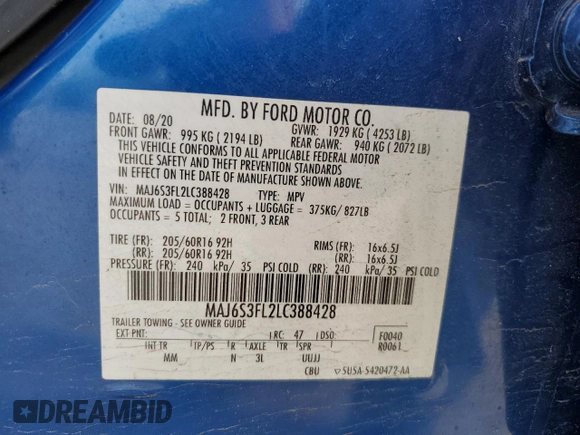 MFD. BY FORD MOTOR CO.
DATE: 08/20 GVWR: 1929 KG ( 4253 LB)
FRONT GAWR: 995 KG ( 2194 LB) REAR GAWR: 940 KG ( 2072 LB)
THIS VEHICLE CONFORMS TO ALL APPLICABLE FEDERAL MOTOR
VEHICLE SAFETY AND THEFT PREVENTION STANDARDS
IN EFFECT ON THE DATE OF MANUFACTURE SHOWN ABOVE.
VIN: MAJ6S3FL2LC388428 TYPE: MPV
MAXIMUM LOAD = OCCUPANTS + LUGGAGE = 375KG/ 827LB
OCCUPANTS = 5 TOTAL; 2 FRONT, 3 REAR
TIRE (FR): 205/60R16 92H RIMS (FR): 16x6.5J
(RR): 205/60R16 92H (RR): 16x6.5J
PRESSURE (FR): 240 kPa/ 35 PSI COLD (RR): 240 kPa/ 35 PSI COLD
MAJ6S3FL2LC388428
TRAILER TOWING - SEE OWNER GUIDE
EXT PNT: RC: 47 DSO: F0040
INT TR TP/PS R AXLE TR SPR R0061
MM N 3L UUJJ
CBU 5USA-5420472-AA
DREAMBID